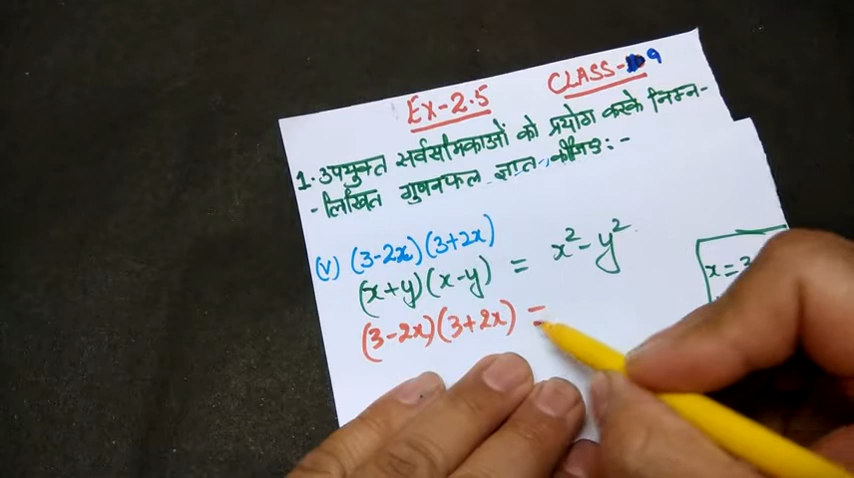 EX-2.5 CLASS-9
1. उपयुक्त सर्वसमिकाओं को प्रयोग करके निम्न-
- लिखित गुणनफल ज्ञात कीजिए:-
(v) (3-2x)(3+2x)
(x+y)(x-y) = x² - y²
(3-2x)(3+2x) =
x=3